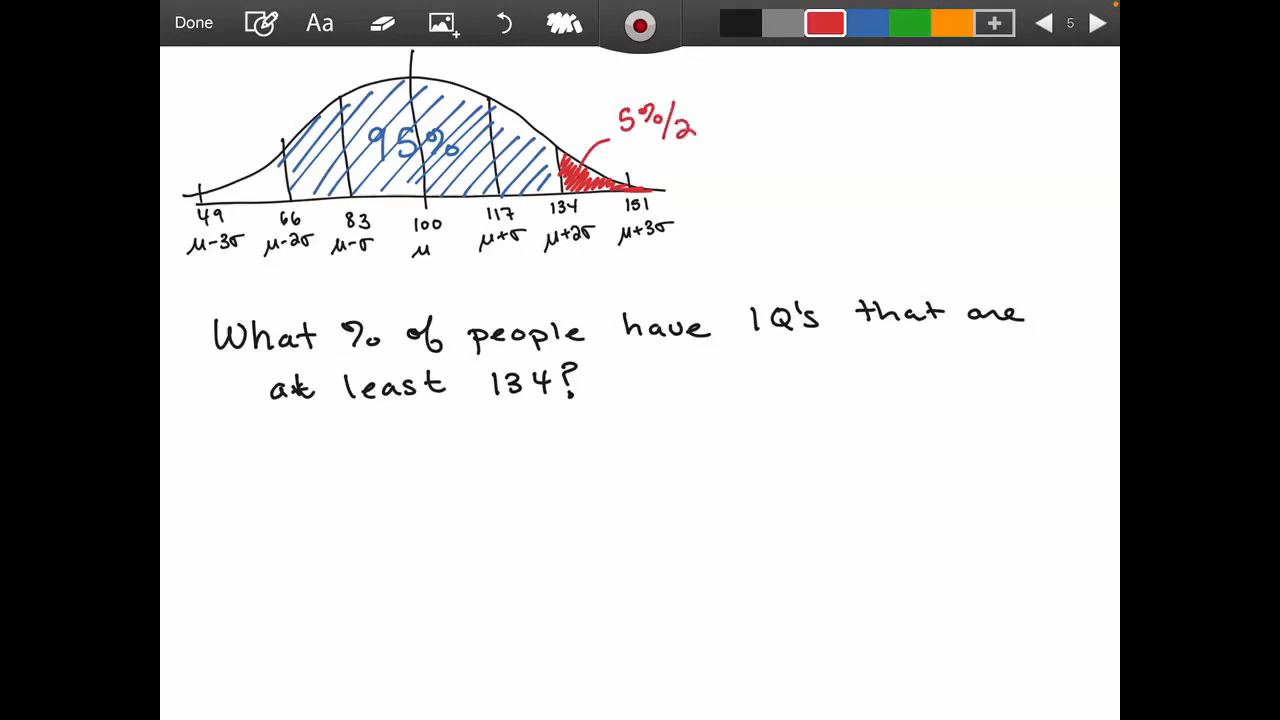 Done Aa 5
5%/2
95%
49 66 83 100 117 134 151
μ-3σ μ-2σ μ-σ μ μ+σ μ+2σ μ+3σ
What % of people have IQ's that are
at least 134?